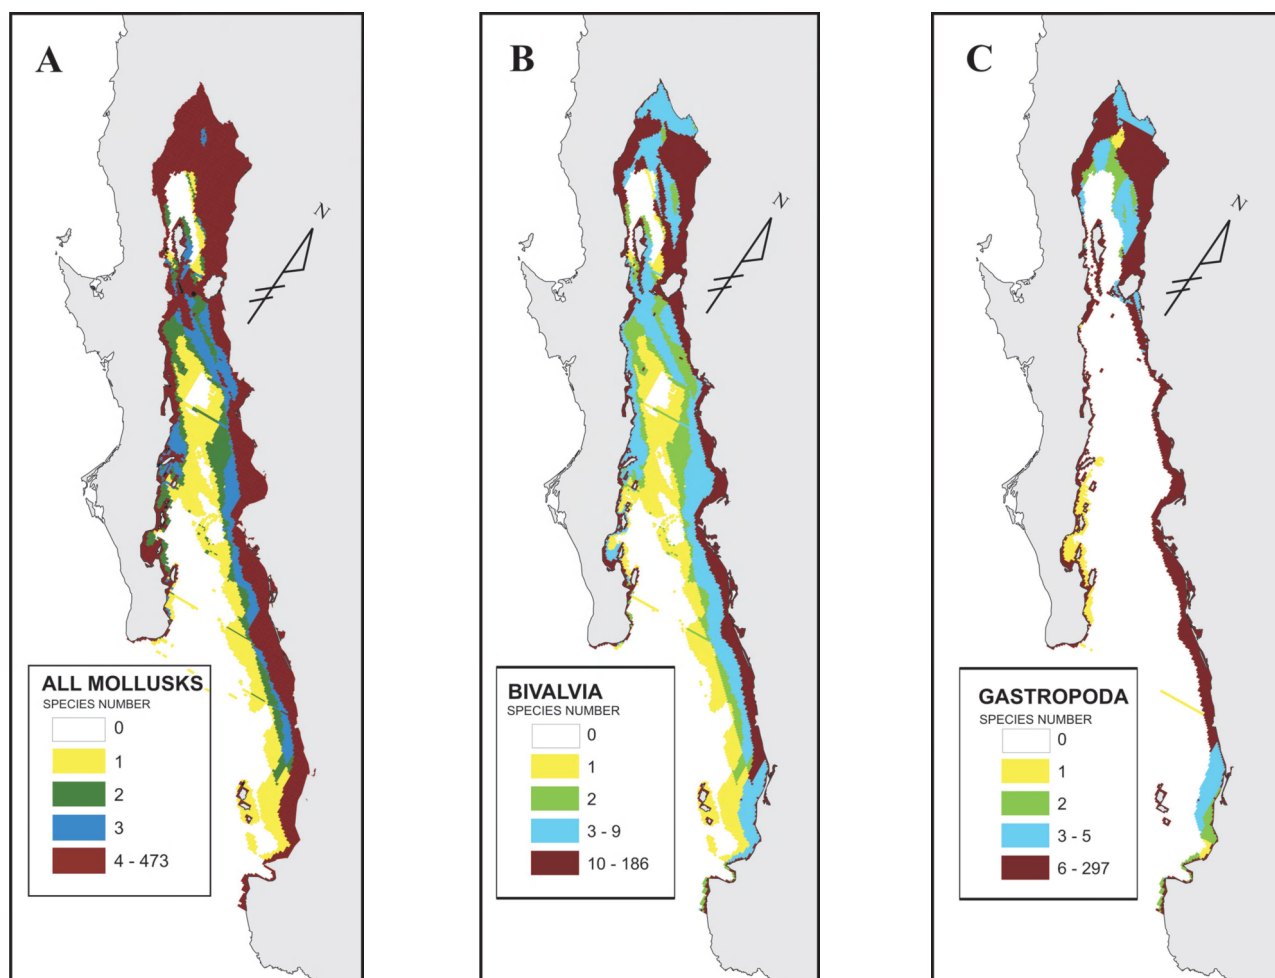 A
N
ALL MOLLUSKS
SPECIES NUMBER
0
1
2
3
4 - 473
B
N
BIVALVIA
SPECIES NUMBER
0
1
2
3 - 9
10 - 186
C
N
GASTROPODA
SPECIES NUMBER
0
1
2
3 - 5
6 - 297